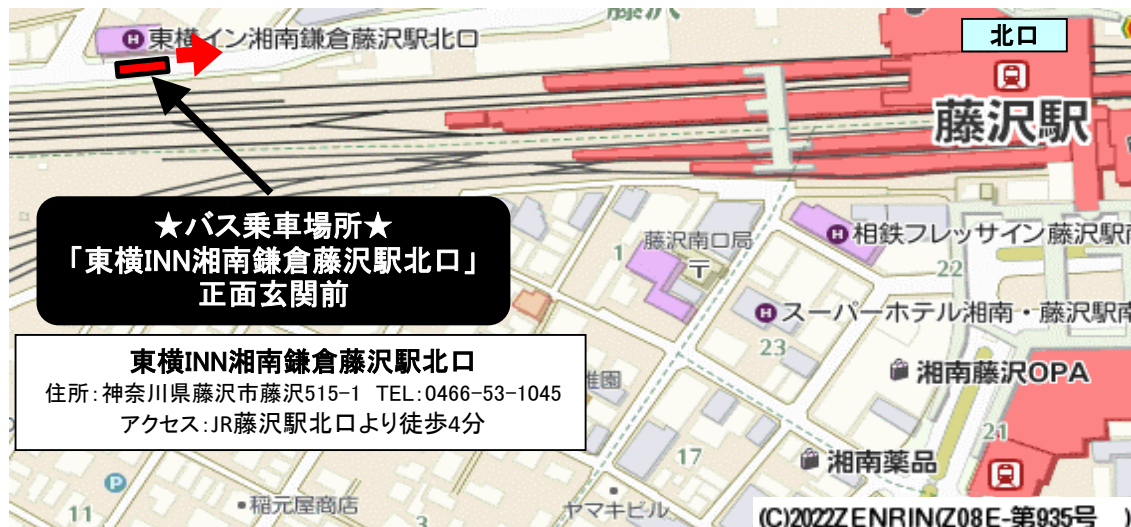 藤沢
東横イン湘南鎌倉藤沢駅北口
北口
藤沢駅
★バス乗車場所★
「東横INN湘南鎌倉藤沢駅北口」
正面玄関前
1
藤沢南口局
相鉄フレッサイン藤沢駅南
22
スーパーホテル湘南・藤沢駅南
23
東横INN湘南鎌倉藤沢駅北口
住所:神奈川県藤沢市藤沢515-1 TEL:0466-53-1045
アクセス:JR藤沢駅北口より徒歩4分
稚園
湘南藤沢OPA
21
17
湘南薬品
P
11
稲元屋商店
3
ヤマキビル
(C)2022ZENRIN(Z08E-第935号 )